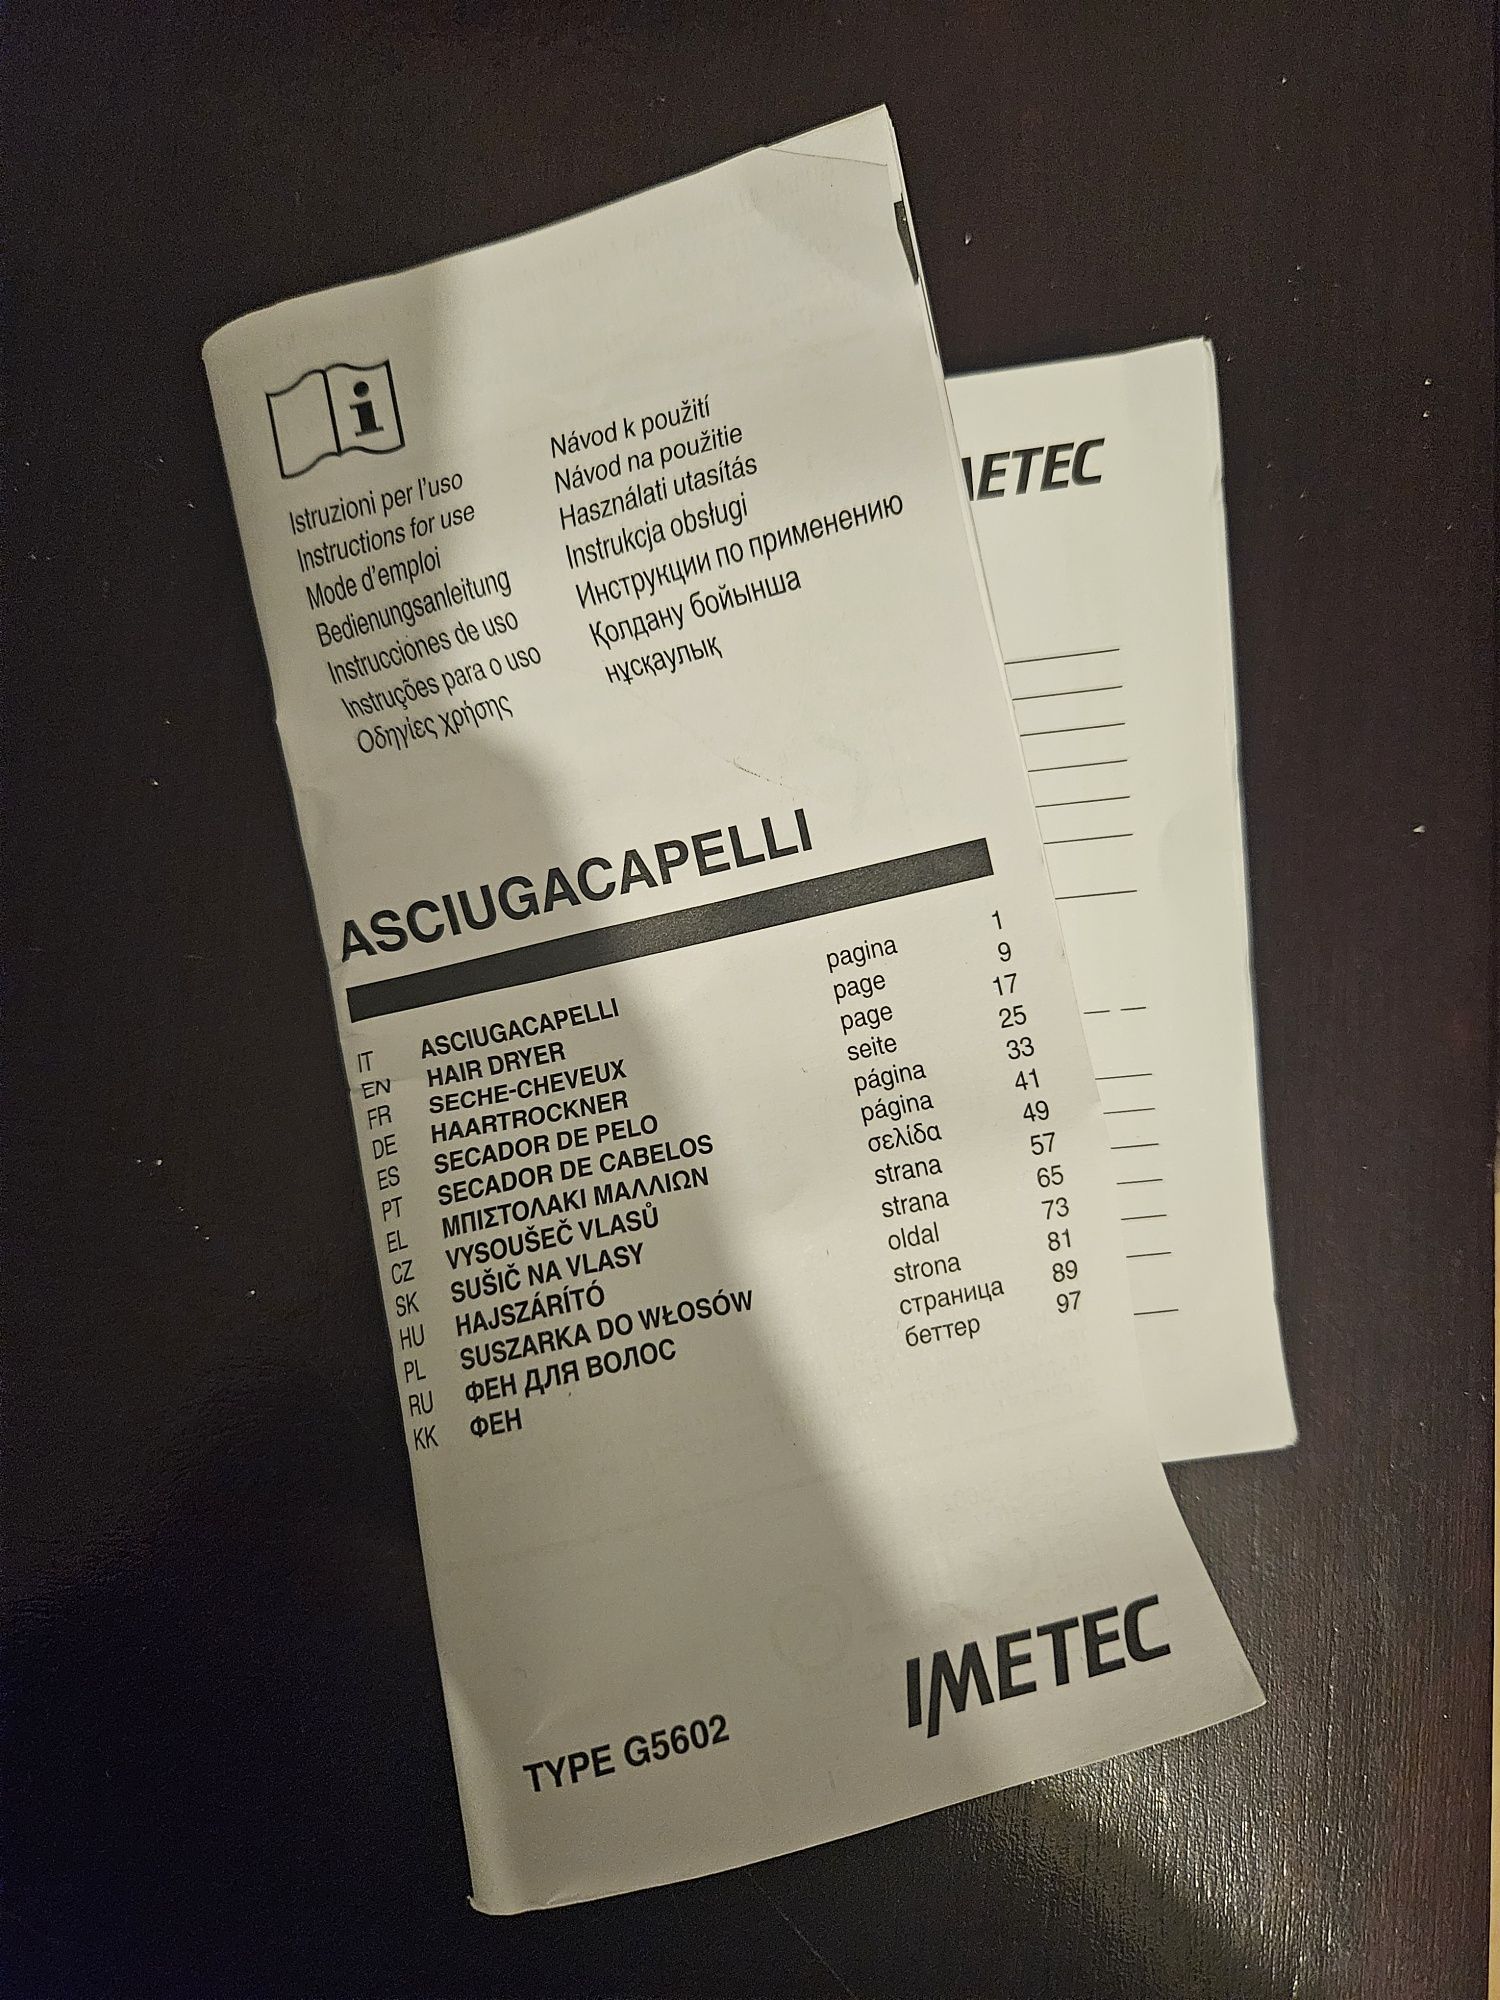 i
Istruzioni per l'uso
Instructions for use
Mode d'emploi
Bedienungsanleitung
Instrucciones de uso
Instruções para o uso
Οδηγίες χρήσης
Návod k použití
Návod na použitie
Használati utasítás
Instrukcja obsługi
Инструкции по применению
Қолдану бойынша
нұсқаулық
ASCIUGACAPELLI
IT ASCIUGACAPELLI pagina 1
EN HAIR DRYER page 9
FR SECHE-CHEVEUX page 17
DE HAARTROCKNER seite 25
ES SECADOR DE PELO página 33
PT SECADOR DE CABELOS página 41
EL ΜΠΙΣΤΟΛΑΚΙ ΜΑΛΛΙΩΝ σελίδα 49
CZ VYSOUŠEČ VLASŮ strana 57
SK SUŠIČ NA VLASY strana 65
HU HAJSZÁRÍTÓ oldal 73
PL SUSZARKA DO WŁOSÓW strona 81
RU ФЕН ДЛЯ ВОЛОС страница 89
KK ФЕН беттер 97
TYPE G5602
IMETEC
METEC